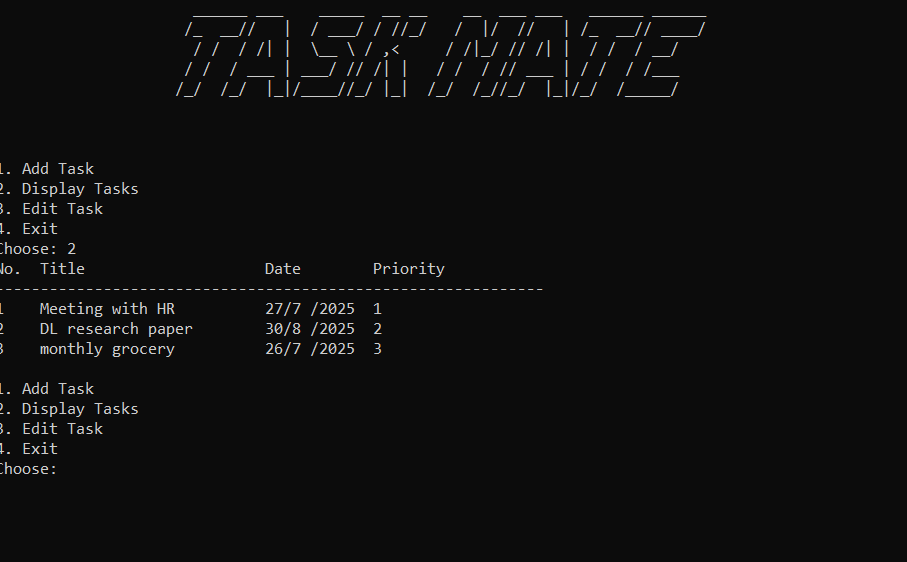 TASK MATE
1. Add Task
2. Display Tasks
3. Edit Task
4. Exit
Choose: 2
No.  Title                    Date        Priority
-------------------------------------------------------------
1    Meeting with HR          27/7 /2025  1
2    DL research paper        30/8 /2025  2
3    monthly grocery          26/7 /2025  3
1. Add Task
2. Display Tasks
3. Edit Task
4. Exit
Choose: